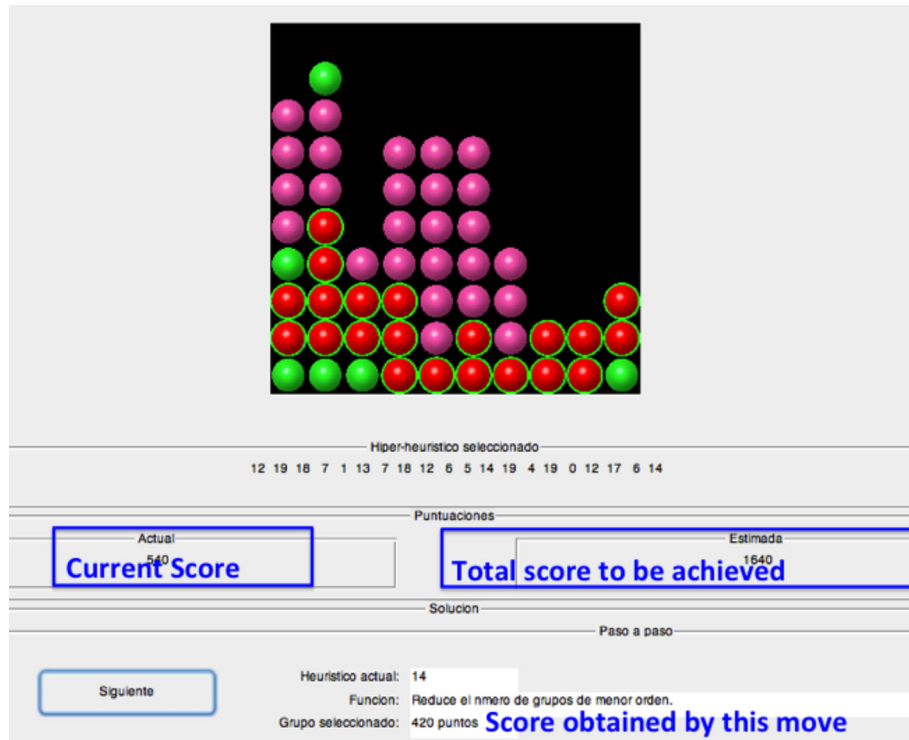 Hiper-heuristico seleccionado
12 19 18 7 1 13 7 18 12 6 5 14 19 4 19 0 12 17 6 14
Puntuaciones
Actual
Estimada
540
1640
Current Score
Total score to be achieved
Solucion
Paso a paso
Siguiente
Heuristico actual: 14
Funcion: Reduce el nmero de grupos de menor orden.
Grupo seleccionado: 420 puntos Score obtained by this move